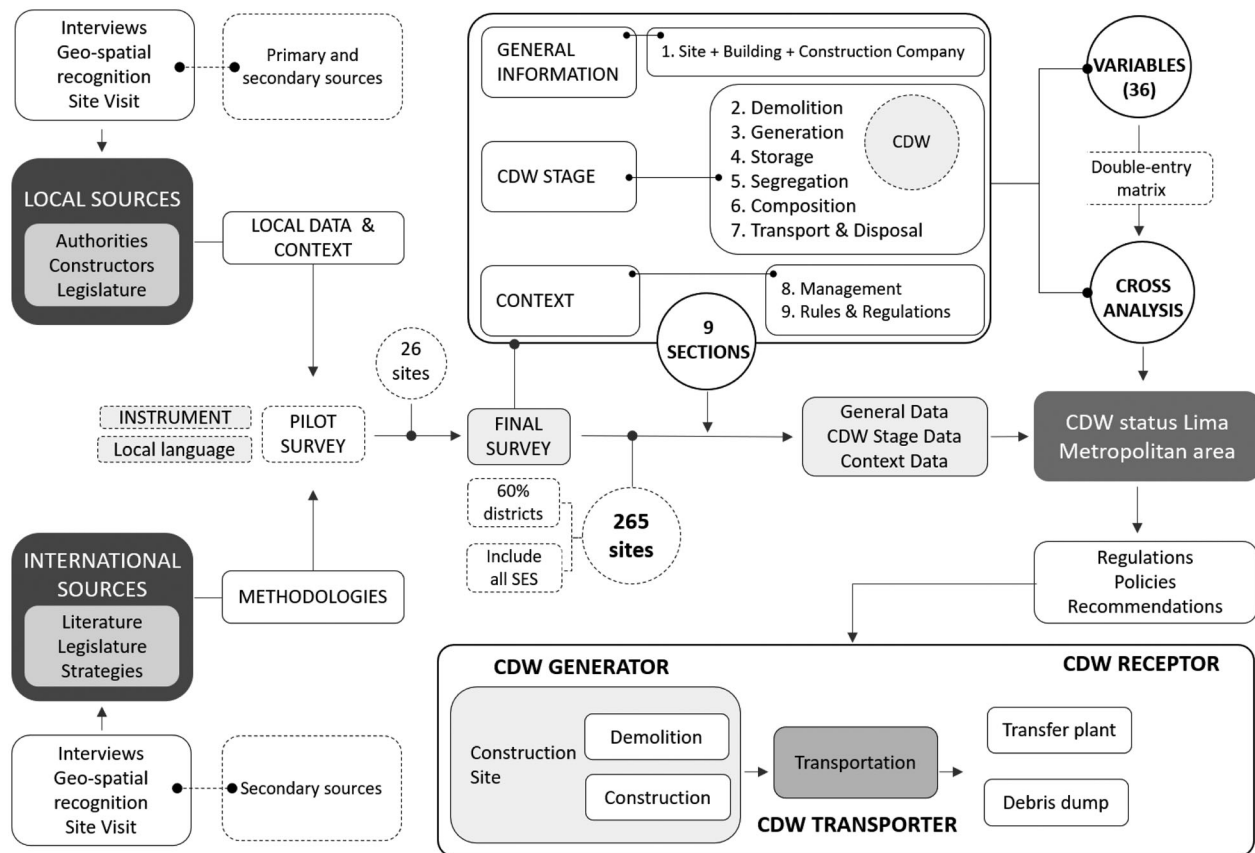 Interviews
Geo-spatial
recognition
Site Visit
Primary and
secondary sources
LOCAL SOURCES
Authorities
Constructors
Legislature
LOCAL DATA &
CONTEXT
GENERAL
INFORMATION
1. Site + Building + Construction Company
CDW STAGE
2. Demolition
3. Generation
4. Storage
5. Segregation
6. Composition
7. Transport & Disposal
CDW
CONTEXT
8. Management
9. Rules & Regulations
9
SECTIONS
VARIABLES
(36)
Double-entry
matrix
CROSS
ANALYSIS
INSTRUMENT
Local language
PILOT
SURVEY
26
sites
FINAL
SURVEY
60%
districts
Include
all SES
265
sites
General Data
CDW Stage Data
Context Data
CDW status Lima
Metropolitan area
Regulations
Policies
Recommendations
INTERNATIONAL
SOURCES
Literature
Legislature
Strategies
METHODOLOGIES
Interviews
Geo-spatial
recognition
Site Visit
Secondary sources
CDW GENERATOR
Construction
Site
Demolition
Construction
Transportation
CDW TRANSPORTER
CDW RECEPTOR
Transfer plant
Debris dump